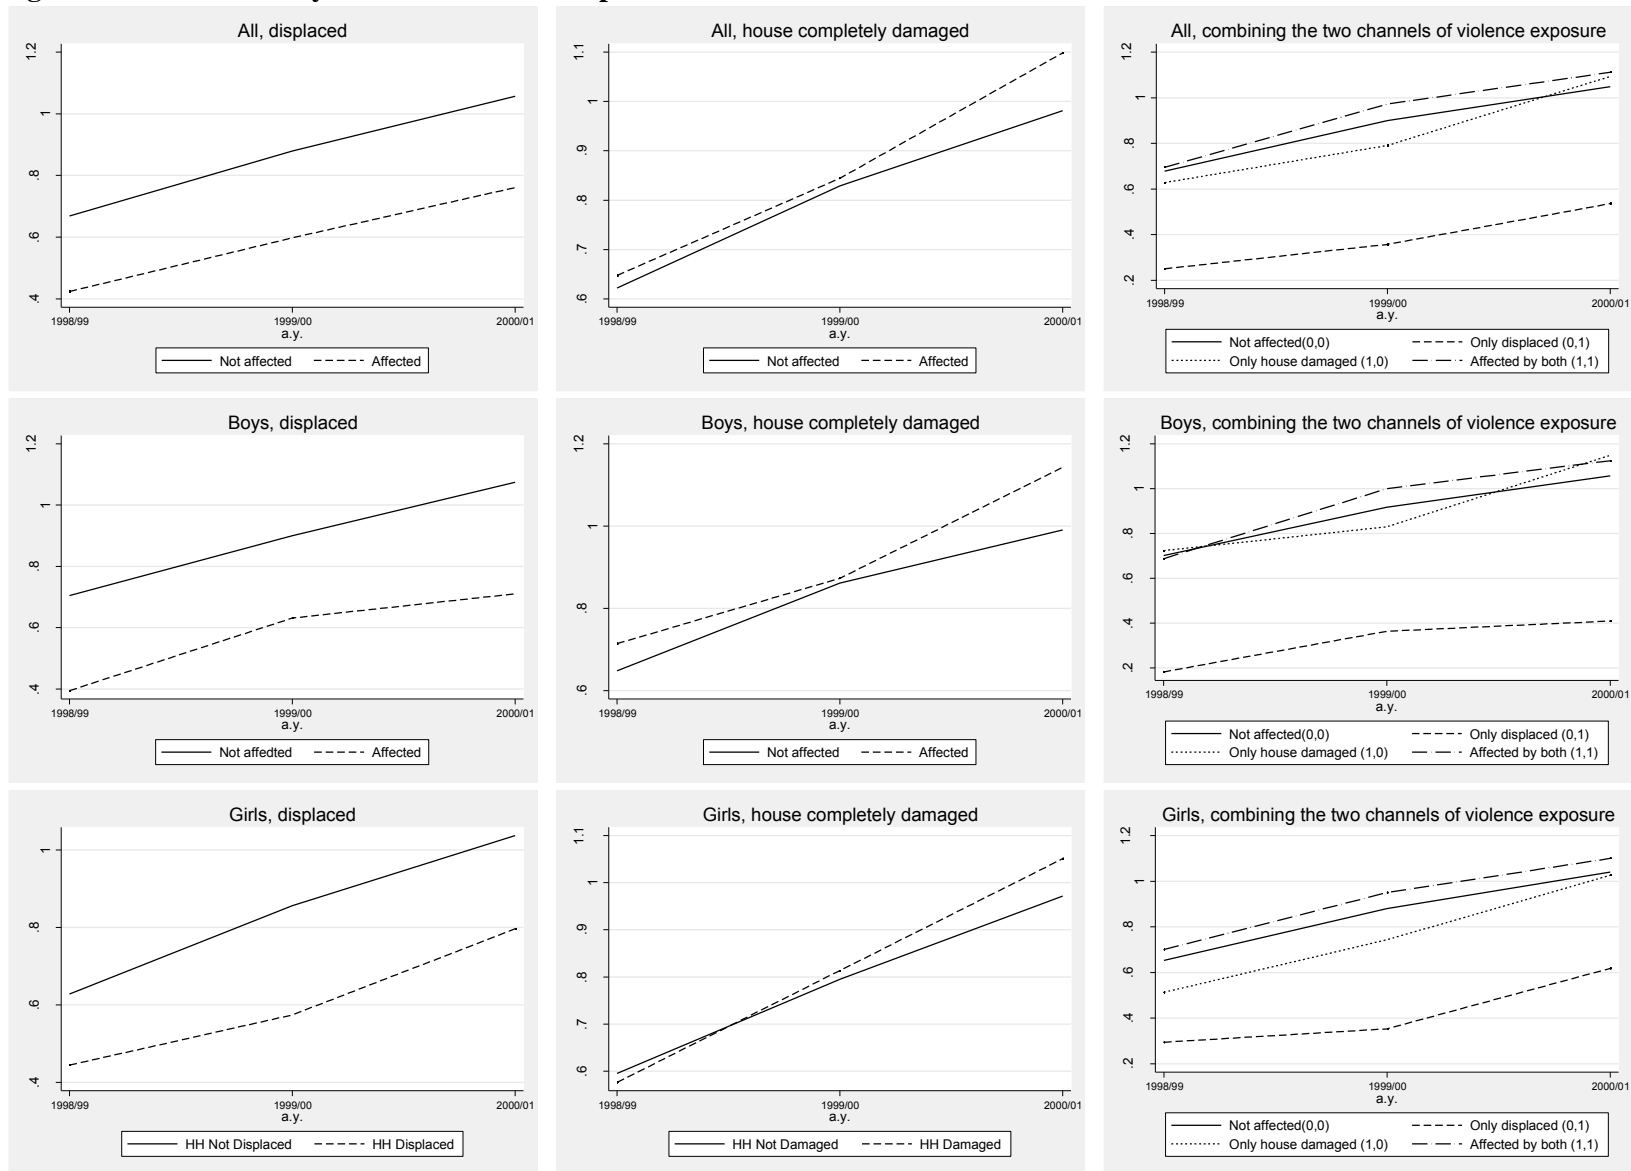 All, displaced
1.2
1
.8
.6
.4
1998/99 1999/00 2000/01
a.y.
Not affected Affected
All, house completely damaged
1.1
1
.9
.8
.7
.6
1998/99 1999/00 2000/01
a.y.
Not affected Affected
All, combining the two channels of violence exposure
1.2
1
.8
.6
.4
.2
1998/99 1999/00 2000/01
a.y.
Not affected(0,0) Only displaced (0,1)
Only house damaged (1,0) Affected by both (1,1)
Boys, displaced
1.2
1
.8
.6
.4
1998/99 1999/00 2000/01
a.y.
Not affedted Affected
Boys, house completely damaged
1.2
1
.8
.6
1998/99 1999/00 2000/01
a.y.
Not affected Affected
Boys, combining the two channels of violence exposure
1.2
1
.8
.6
.4
.2
1998/99 1999/00 2000/01
a.y.
Not affected(0,0) Only displaced (0,1)
Only house damaged (1,0) Affected by both (1,1)
Girls, displaced
1
.8
.6
.4
1998/99 1999/00 2000/01
a.y.
HH Not Displaced HH Displaced
Girls, house completely damaged
1.1
1
.9
.8
.7
.6
1998/99 1999/00 2000/01
a.y.
HH Not Damaged HH Damaged
Girls, combining the two channels of violence exposure
1.2
1
.8
.6
.4
.2
1998/99 1999/00 2000/01
a.y.
Not affected(0,0) Only displaced (0,1)
Only house damaged (1,0) Affected by both (1,1)